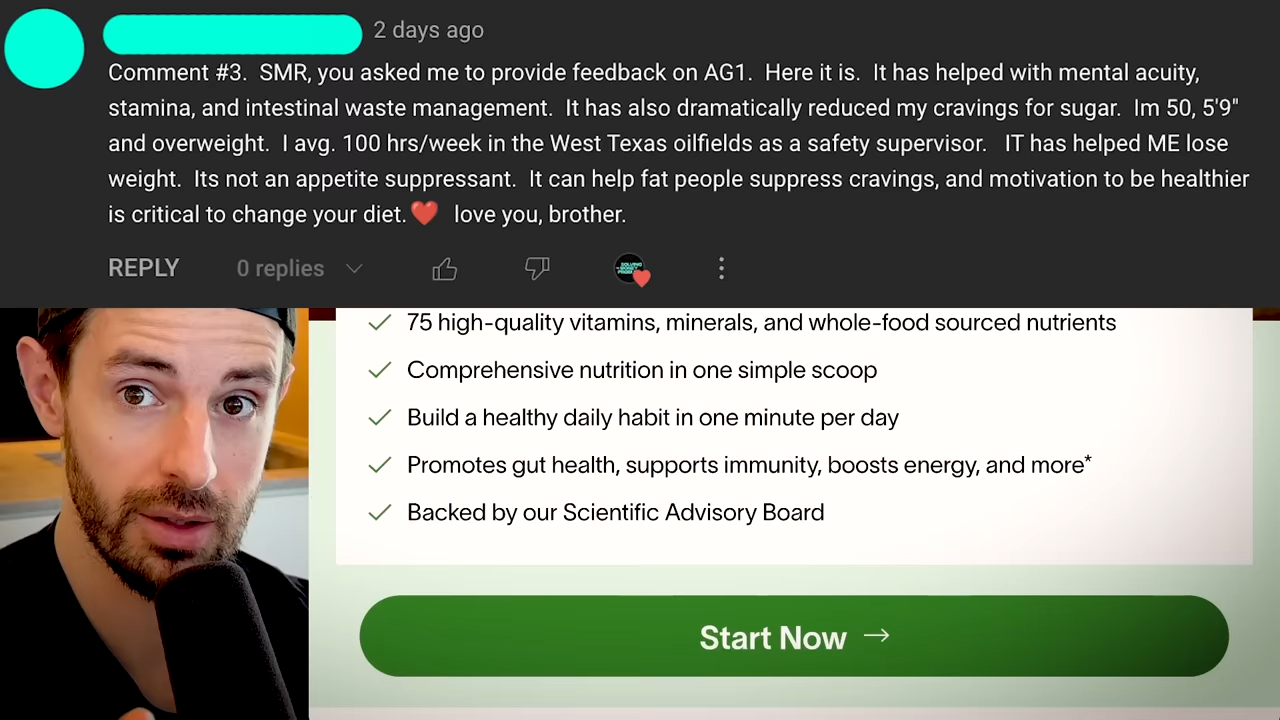 2 days ago
Comment #3.  SMR, you asked me to provide feedback on AG1.  Here it is.  It has helped with mental acuity,
stamina, and intestinal waste management.  It has also dramatically reduced my cravings for sugar.  Im 50, 5'9"
and overweight.  I avg. 100 hrs/week in the West Texas oilfields as a safety supervisor.   IT has helped ME lose
weight.  Its not an appetite suppressant.  It can help fat people suppress cravings, and motivation to be healthier
is critical to change your diet.❤️  love you, brother.
REPLY 0 replies
75 high-quality vitamins, minerals, and whole-food sourced nutrients
Comprehensive nutrition in one simple scoop
Build a healthy daily habit in one minute per day
Promotes gut health, supports immunity, boosts energy, and more*
Backed by our Scientific Advisory Board
Start Now →